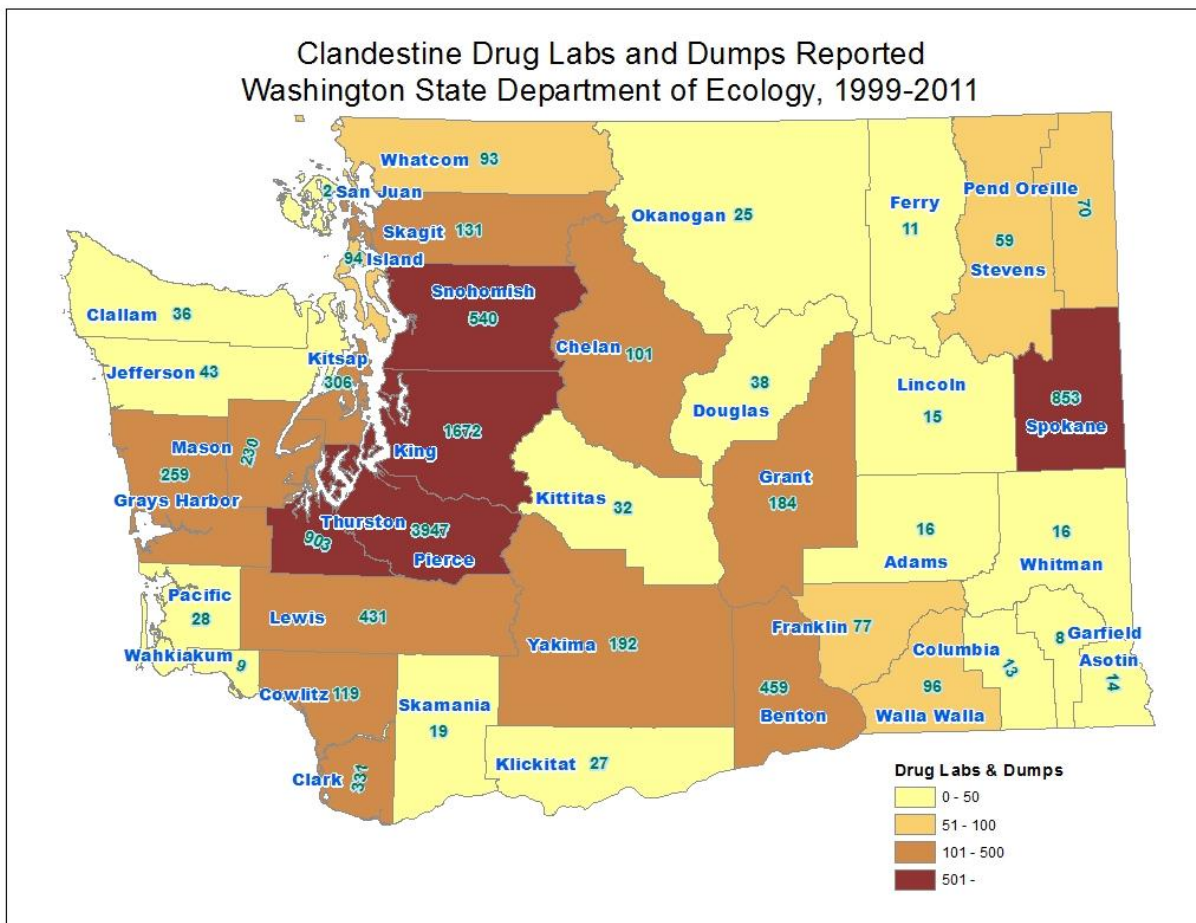 Clandestine Drug Labs and Dumps Reported
Washington State Department of Ecology, 1999-2011
Whatcom 93
2 San Juan
Skagit 131
94 Island
Okanogan 25
Ferry
11
Pend Oreille
70
59
Stevens
Clallam 36
Snohomish
540
Jefferson 43
Kitsap
306
Chelan 101
38
Douglas
Lincoln
15
853
Spokane
Mason 230
259
Grays Harbor
1672
King
Kittitas 32
Grant
184
Thurston
903
3947
Pierce
16
Adams
16
Whitman
Pacific
28
Lewis 431
Yakima 192
Franklin 77
Columbia
13
Garfield
8
Asotin
14
Wahkiakum 9
Cowlitz 119
Skamania
19
459
Benton
96
Walla Walla
Clark 331
Klickitat 27
Drug Labs & Dumps
0 - 50
51 - 100
101 - 500
501 -